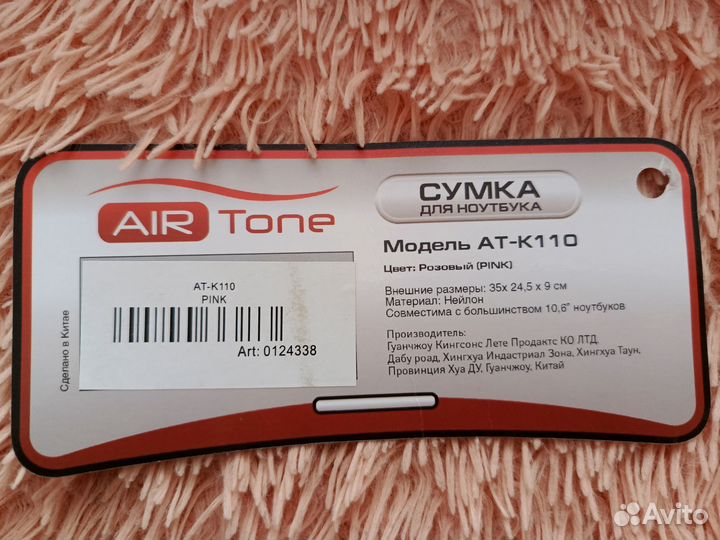 AIR Tone
AT-K110
PINK
Art: 0124338
Сделано в Китае
СУМКА
ДЛЯ НОУТБУКА
Модель AT-K110
Цвет: Розовый (PINK)
Внешние размеры: 35х 24,5 х 9 см
Материал: Нейлон
Совместима с большинством 10,6" ноутбуков
Производитель:
Гуанчжоу Кингсонс Лете Продактс КО ЛТД,
Дабу роад, Хингхуа Индастриал Зона, Хингхуа Таун,
Провинция Хуа ДУ, Гуанчжоу, Китай
Avito